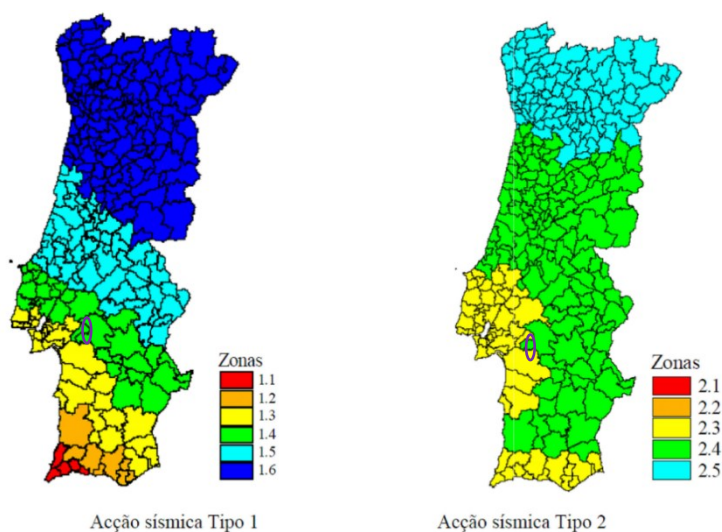 Zonas
1.1
1.2
1.3
1.4
1.5
1.6
Acção sísmica Tipo 1
Zonas
2.1
2.2
2.3
2.4
2.5
Acção sísmica Tipo 2